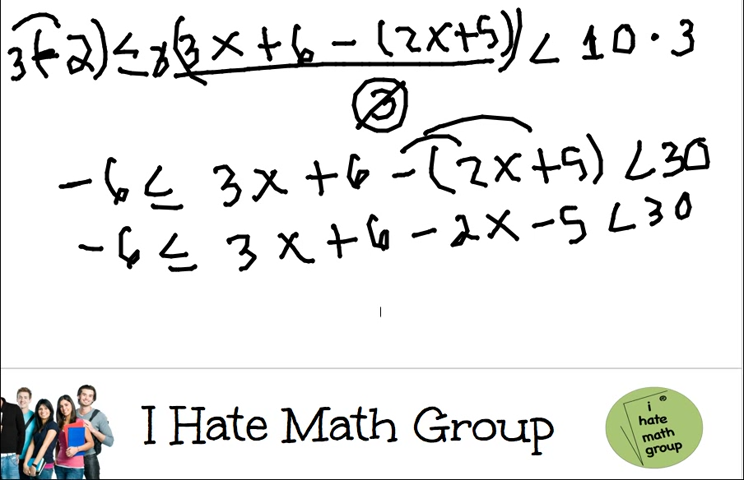 3(-2) ≤ 3(3x+6-(2x+5)) < 10·3
3
-6 ≤ 3x+6-(2x+5) < 30
-6 ≤ 3x+6-2x-5 < 30
I Hate Math Group
i
hate
math
group